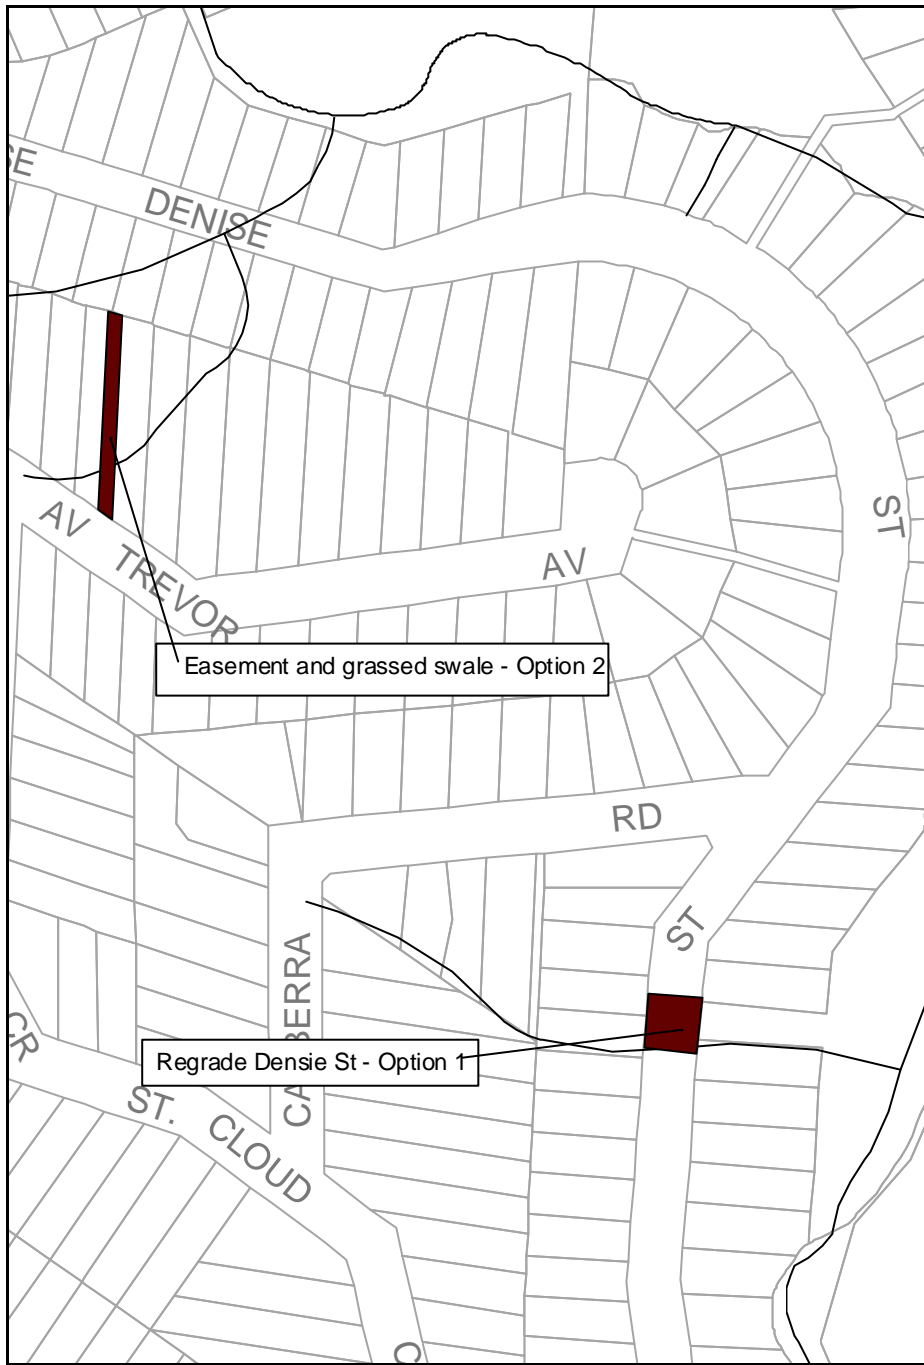 SE
DENISE
ST
AV TREVOR
AV
Easement and grassed swale - Option 2
RD
ST
CR
Regrade Densie St - Option 1
ST. CLOUD
C